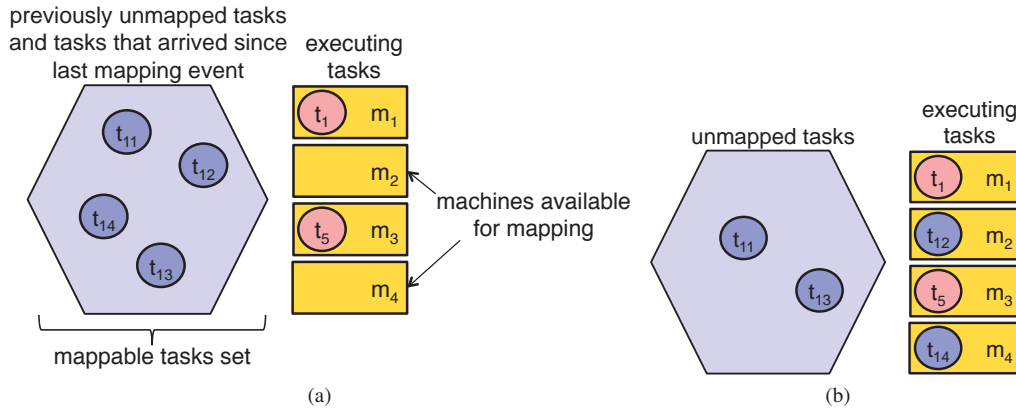 previously unmapped tasks
and tasks that arrived since
last mapping event
executing
tasks
t11
t12
t14
t13
t1 m1
m2
t5 m3
m4
machines available
for mapping
mappable tasks set
(a)
unmapped tasks
executing
tasks
t11
t13
t1 m1
t12 m2
t5 m3
t14 m4
(b)